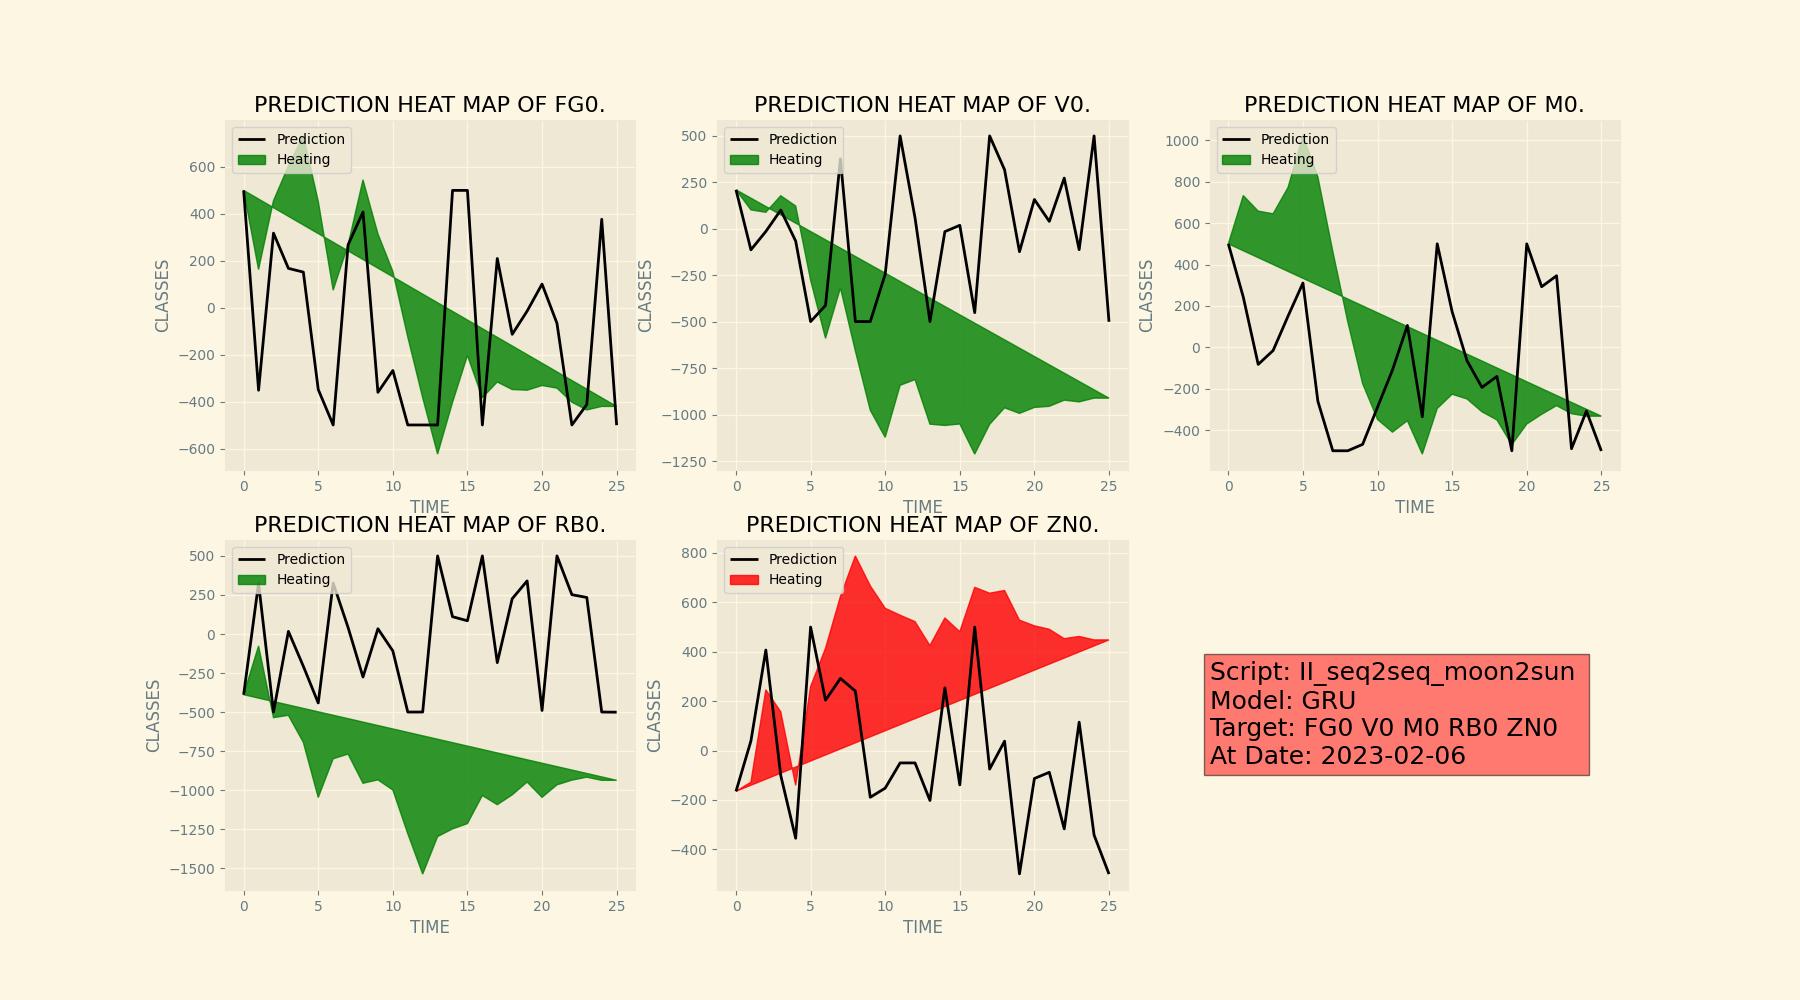 PREDICTION HEAT MAP OF FG0.
Prediction
Heating
600
400
200
0
−200
−400
−600
CLASSES
0 5 10 15 20 25
TIME
PREDICTION HEAT MAP OF V0.
Prediction
Heating
500
250
0
−250
−500
−750
−1000
−1250
CLASSES
0 5 10 15 20 25
TIME
PREDICTION HEAT MAP OF M0.
Prediction
Heating
1000
800
600
400
200
0
−200
−400
CLASSES
0 5 10 15 20 25
TIME
PREDICTION HEAT MAP OF RB0.
Prediction
Heating
500
250
0
−250
−500
−750
−1000
−1250
−1500
CLASSES
0 5 10 15 20 25
TIME
PREDICTION HEAT MAP OF ZN0.
Prediction
Heating
800
600
400
200
0
−200
−400
CLASSES
0 5 10 15 20 25
TIME
Script: II_seq2seq_moon2sun
Model: GRU
Target: FG0 V0 M0 RB0 ZN0
At Date: 2023-02-06